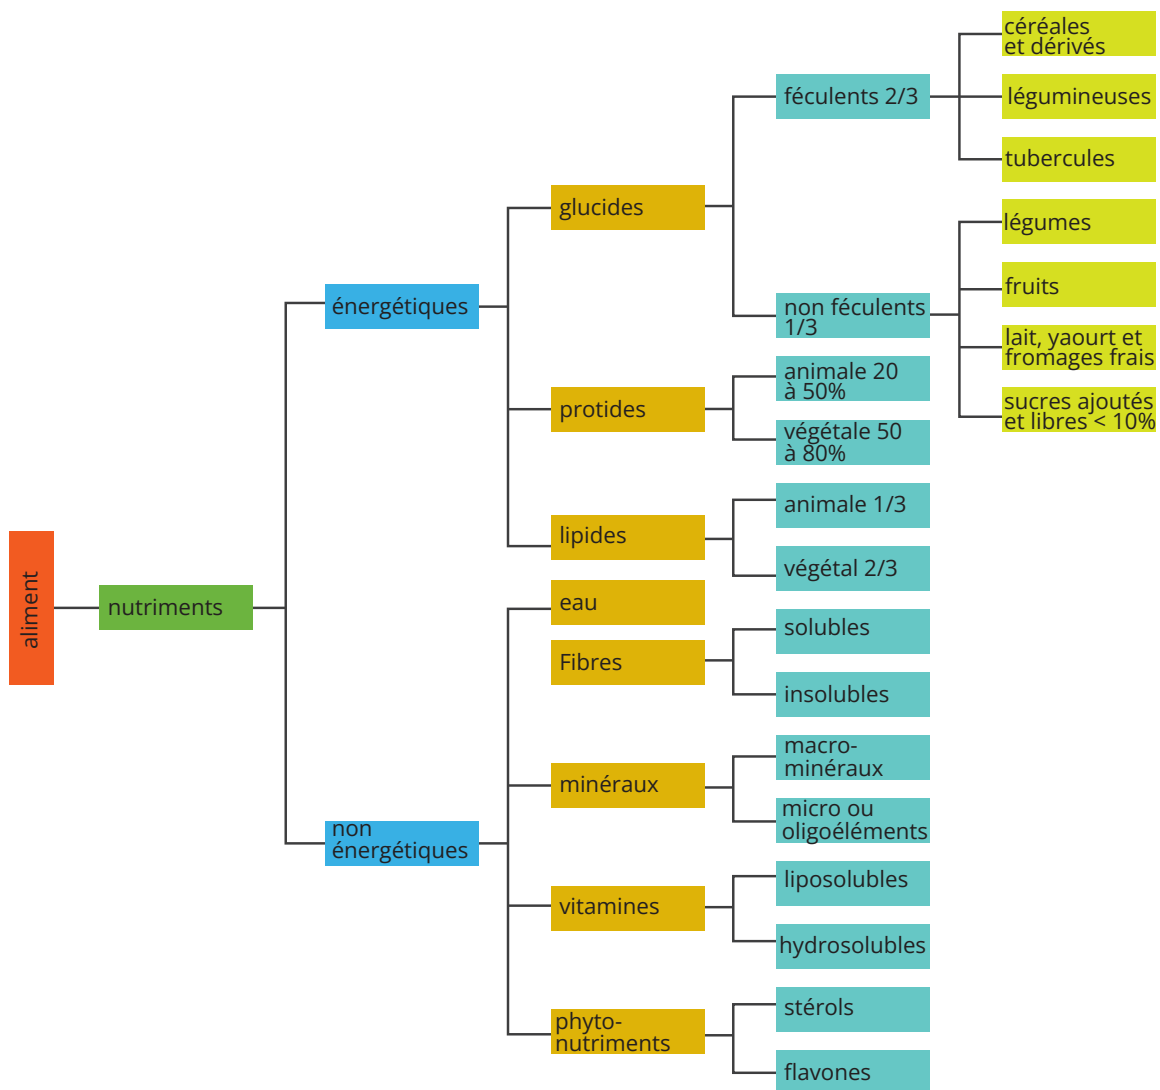 céréales
et dérivés
féculents 2/3
légumineuses
tubercules
glucides
légumes
fruits
énergétiques
non féculents
1/3
lait, yaourt et
fromages frais
animale 20
à 50%
protides
sucres ajoutés
et libres < 10%
végétale 50
à 80%
animale 1/3
lipides
végétal 2/3
aliment
nutriments
eau
solubles
Fibres
insolubles
macro-
minéraux
minéraux
micro ou
oligoéléments
non
énergétiques
liposolubles
vitamines
hydrosolubles
stérols
phyto-
nutriments
flavones